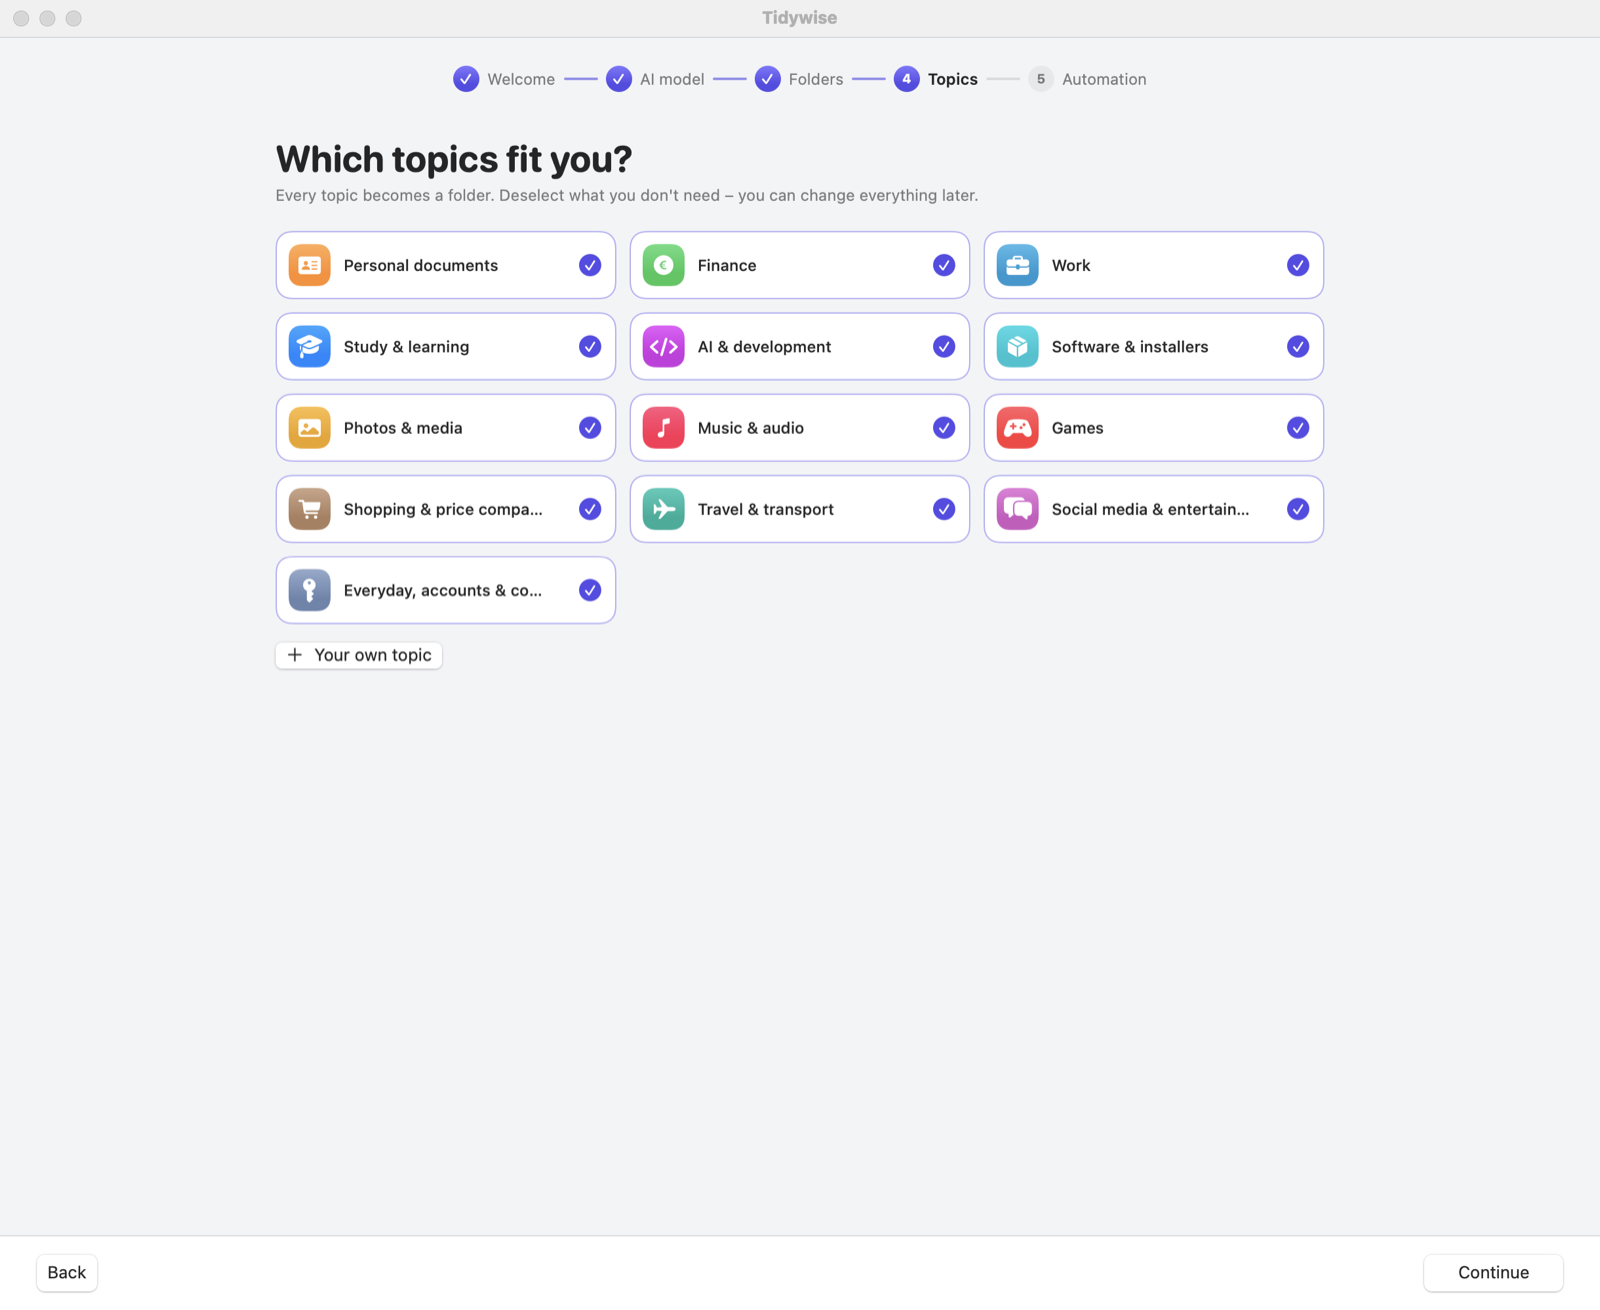 Tidywise
Welcome
AI model
Folders
4 Topics
5 Automation
Which topics fit you?
Every topic becomes a folder. Deselect what you don't need – you can change everything later.
Personal documents
Finance
Work
Study & learning
AI & development
Software & installers
Photos & media
Music & audio
Games
Shopping & price compa...
Travel & transport
Social media & entertain...
Everyday, accounts & co...
+ Your own topic
Back
Continue